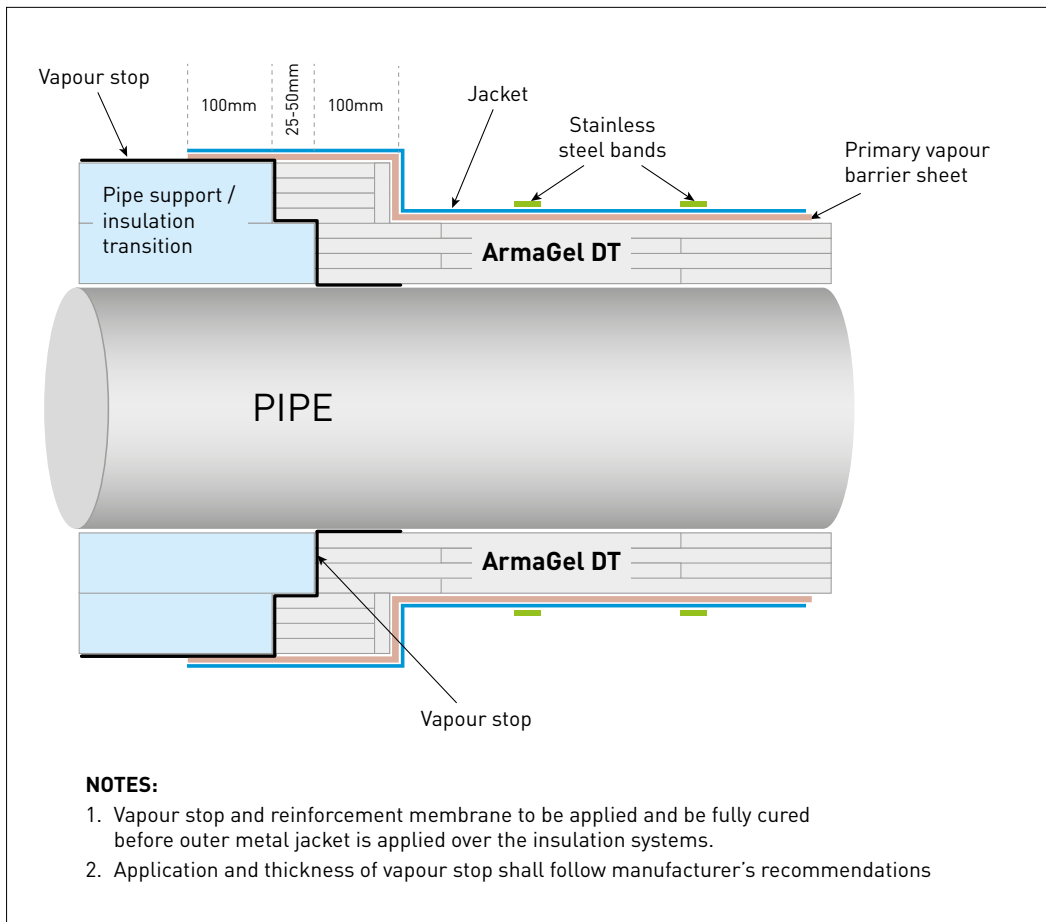 Vapour stop
100mm
25-50mm
100mm
Jacket
Stainless
steel bands
Primary vapour
barrier sheet
Pipe support /
insulation
transition
ArmaGel DT
PIPE
ArmaGel DT
Vapour stop
NOTES:
1. Vapour stop and reinforcement membrane to be applied and be fully cured
before outer metal jacket is applied over the insulation systems.
2. Application and thickness of vapour stop shall follow manufacturer's recommendations